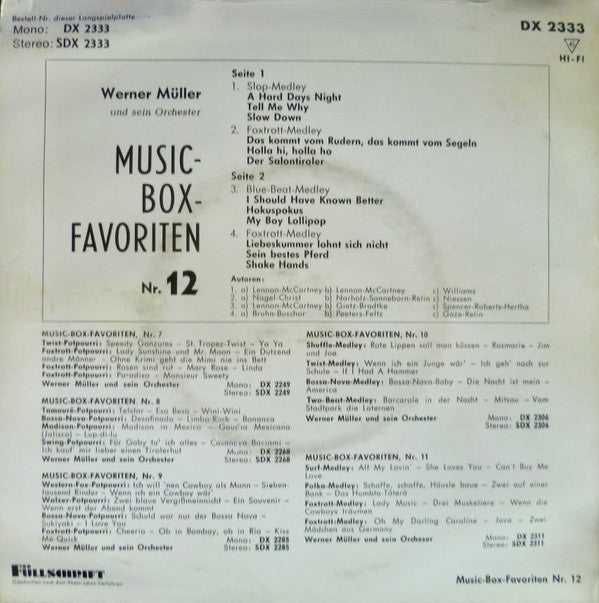 Bestell-Nr. dieser Langspielplatte
Mono: DX 2333
Stereo: SDX 2333
DX 2333
45
HI-FI
Werner Müller
und sein Orchester
MUSIC-
BOX-
FAVORITEN
Nr. 12
Seite 1
1. Slop-Medley
A Hard Days Night
Tell Me Why
Slow Down
2. Foxtrott-Medley
Das kommt vom Rudern, das kommt vom Segeln
Holla hi, holla ho
Der Salontiroler
Seite 2
3. Blue-Beat-Medley
I Should Have Known Better
Hokuspokus
My Boy Lollipop
4. Foxtrott-Medley
Liebeskummer lohnt sich nicht
Sein bestes Pferd
Shake Hands
Autoren:
1. a) Lennon-McCartney b) Lennon-McCartney c) Williams
2. a) Nagel-Christ b) Narholz-Sonneborn-Relin c) Niessen
3. a) Lennon-McCartney b) Gietz-Bradtke c) Spencer-Roberts-Hertha
4. a) Bruhn-Buschor b) Peeters-Feltz c) Gaze-Relin
MUSIC-BOX-FAVORITEN, Nr. 7
Twist-Potpourri: Speedy Gonzales – St. Tropez-Twist – Ya Ya
Foxtrott-Potpourri: Lady Sunshine und Mr. Moon – Ein Dutzend
andre Männer – Ohne Krimi geht die Mimi nie ins Bett
Foxtrott-Potpourri: Rosen sind rot – Mary Rose – Linda
Foxtrott-Potpourri: Paradiso – Monsieur Sweety
Werner Müller und sein Orchester Mono: DX 2249
Stereo: SDX 2249
MUSIC-BOX-FAVORITEN, Nr. 8
Tamouré-Potpourri: Telstar – Eso Beso – Wini-Wini
Bossa-Nova-Potpourri: Desafinado – Limbo-Rock – Bonanza
Madison-Potpourri: Madison in Mexico – Gaudio Mexicano
(Jalisco) – Lup-di-lu
Swing-Potpourri: Für Gaby tu' ich alles – Casanova Baciami –
Ich kauf' mir lieber einen Tirolerhut Mono: DX 2268
Werner Müller und sein Orchester Stereo: SDX 2268
MUSIC-BOX-FAVORITEN, Nr. 9
Western-Fox-Potpourri: Ich will 'nen Cowboy als Mann – Sieben-
tausend Rinder – Wenn ich ein Cowboy wär'
Walzer-Potpourri: Zwei blaue Vergißmeinnicht – Ein Souvenir –
Wenn erst der Abend kommt
Bossa-Nova-Potpourri: Schuld war nur der Bossa Nova –
Sukiyaki – I Love You
Foxtrott-Potpourri: Cheerio – Ob in Bombay, ob in Rio – Kiss
Me Quick Mono: DX 2285
Werner Müller und sein Orchester Stereo: SDX 2285
MUSIC-BOX-FAVORITEN, Nr. 10
Shuffle-Medley: Rote Lippen soll man küssen – Rosmarie – Jim
und Joe
Twist-Medley: Wenn ich ein Junge wär' – Ich geh' noch zur
Schule – If I Had A Hammer
Bossa-Nova-Medley: Bossa-Nova-Baby – Die Nacht ist mein –
America
Two-Beat-Medley: Barcarole in der Nacht – Mitsou – Vom
Stadtpark die Laternen
Werner Müller und sein Orchester Mono: DX 2306
Stereo: SDX 2306
MUSIC-BOX-FAVORITEN, Nr. 11
Surf-Medley: All My Lovin' – She Loves You – Can't Buy Me
Love
Polka-Medley: Schaffe, schaffe, Häusle baue – Zwei auf einer
Bank – Das Humbta-Täterä
Foxtrott-Medley: Lady Music – Drei Musketiere – Wenn die
Cowboys träumen
Foxtrott-Medley: Oh My Darling Caroline – Java – Zwei
Mädchen aus Germany Mono: DX 2311
Werner Müller und sein Orchester Stereo: SDX 2311
FÜLLSCHRIFT
Geschnitten nach dem Rhein'schen Verfahren
Music-Box-Favoriten Nr. 12